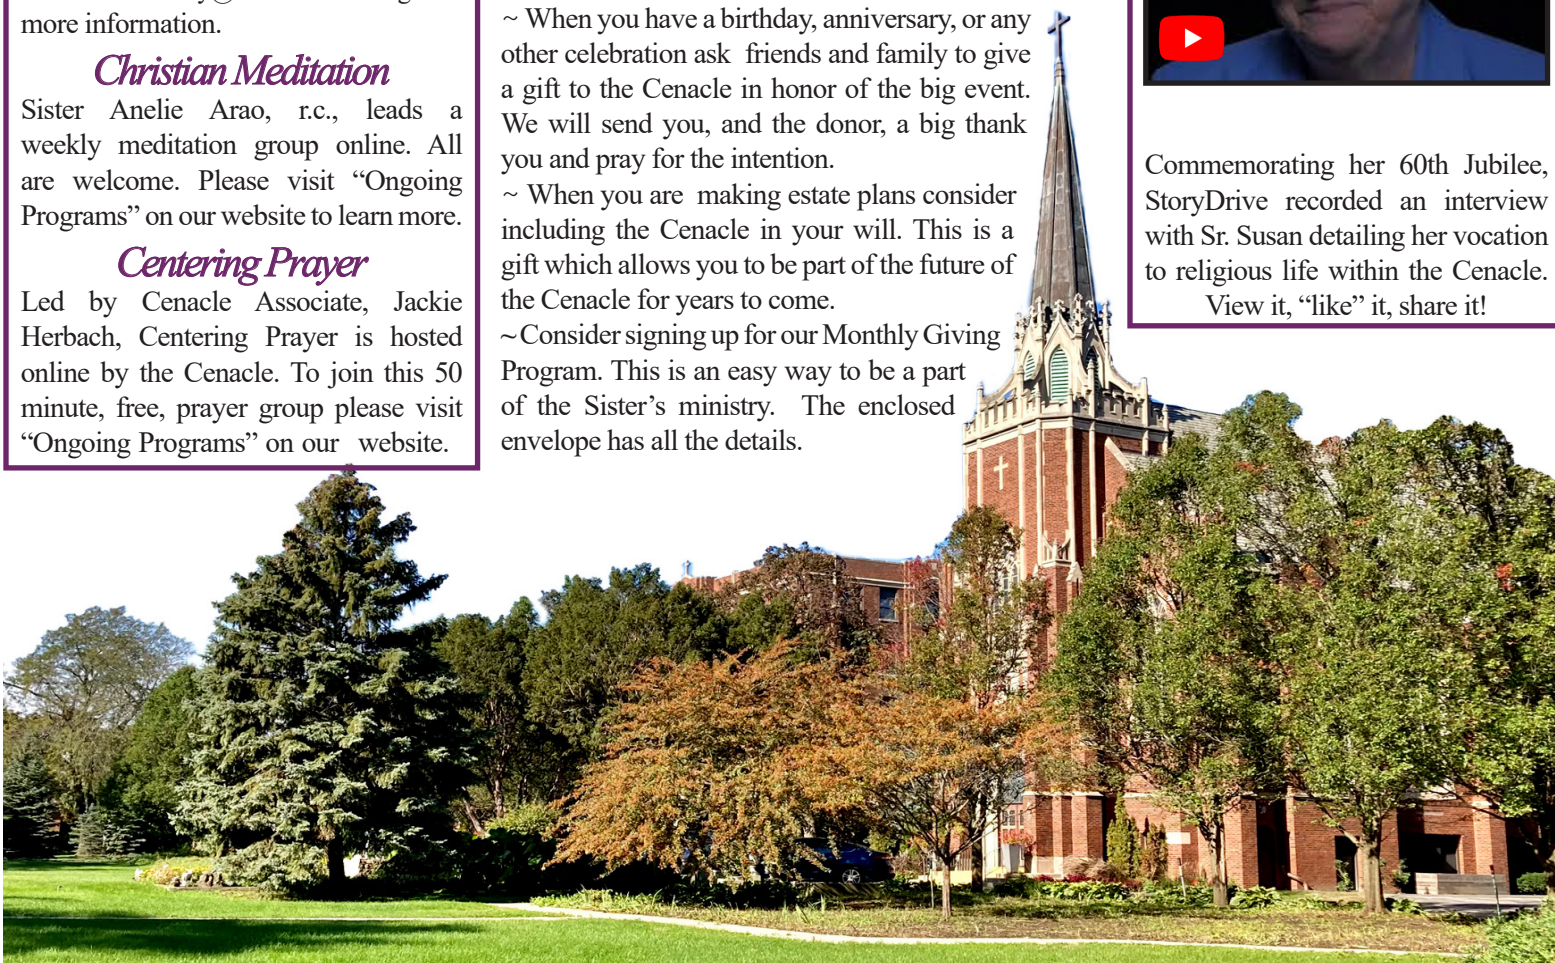 more information.
Christian Meditation
Sister Anelie Arao, r.c., leads a
weekly meditation group online. All
are welcome. Please visit “Ongoing
Programs” on our website to learn more.
Centering Prayer
Led by Cenacle Associate, Jackie
Herbach, Centering Prayer is hosted
online by the Cenacle. To join this 50
minute, free, prayer group please visit
“Ongoing Programs” on our website.
~ When you have a birthday, anniversary, or any
other celebration ask friends and family to give
a gift to the Cenacle in honor of the big event.
We will send you, and the donor, a big thank
you and pray for the intention.
~ When you are making estate plans consider
including the Cenacle in your will. This is a
gift which allows you to be part of the future of
the Cenacle for years to come.
~ Consider signing up for our Monthly Giving
Program. This is an easy way to be a part
of the Sister’s ministry. The enclosed
envelope has all the details.
Commemorating her 60th Jubilee,
StoryDrive recorded an interview
with Sr. Susan detailing her vocation
to religious life within the Cenacle.
View it, “like” it, share it!